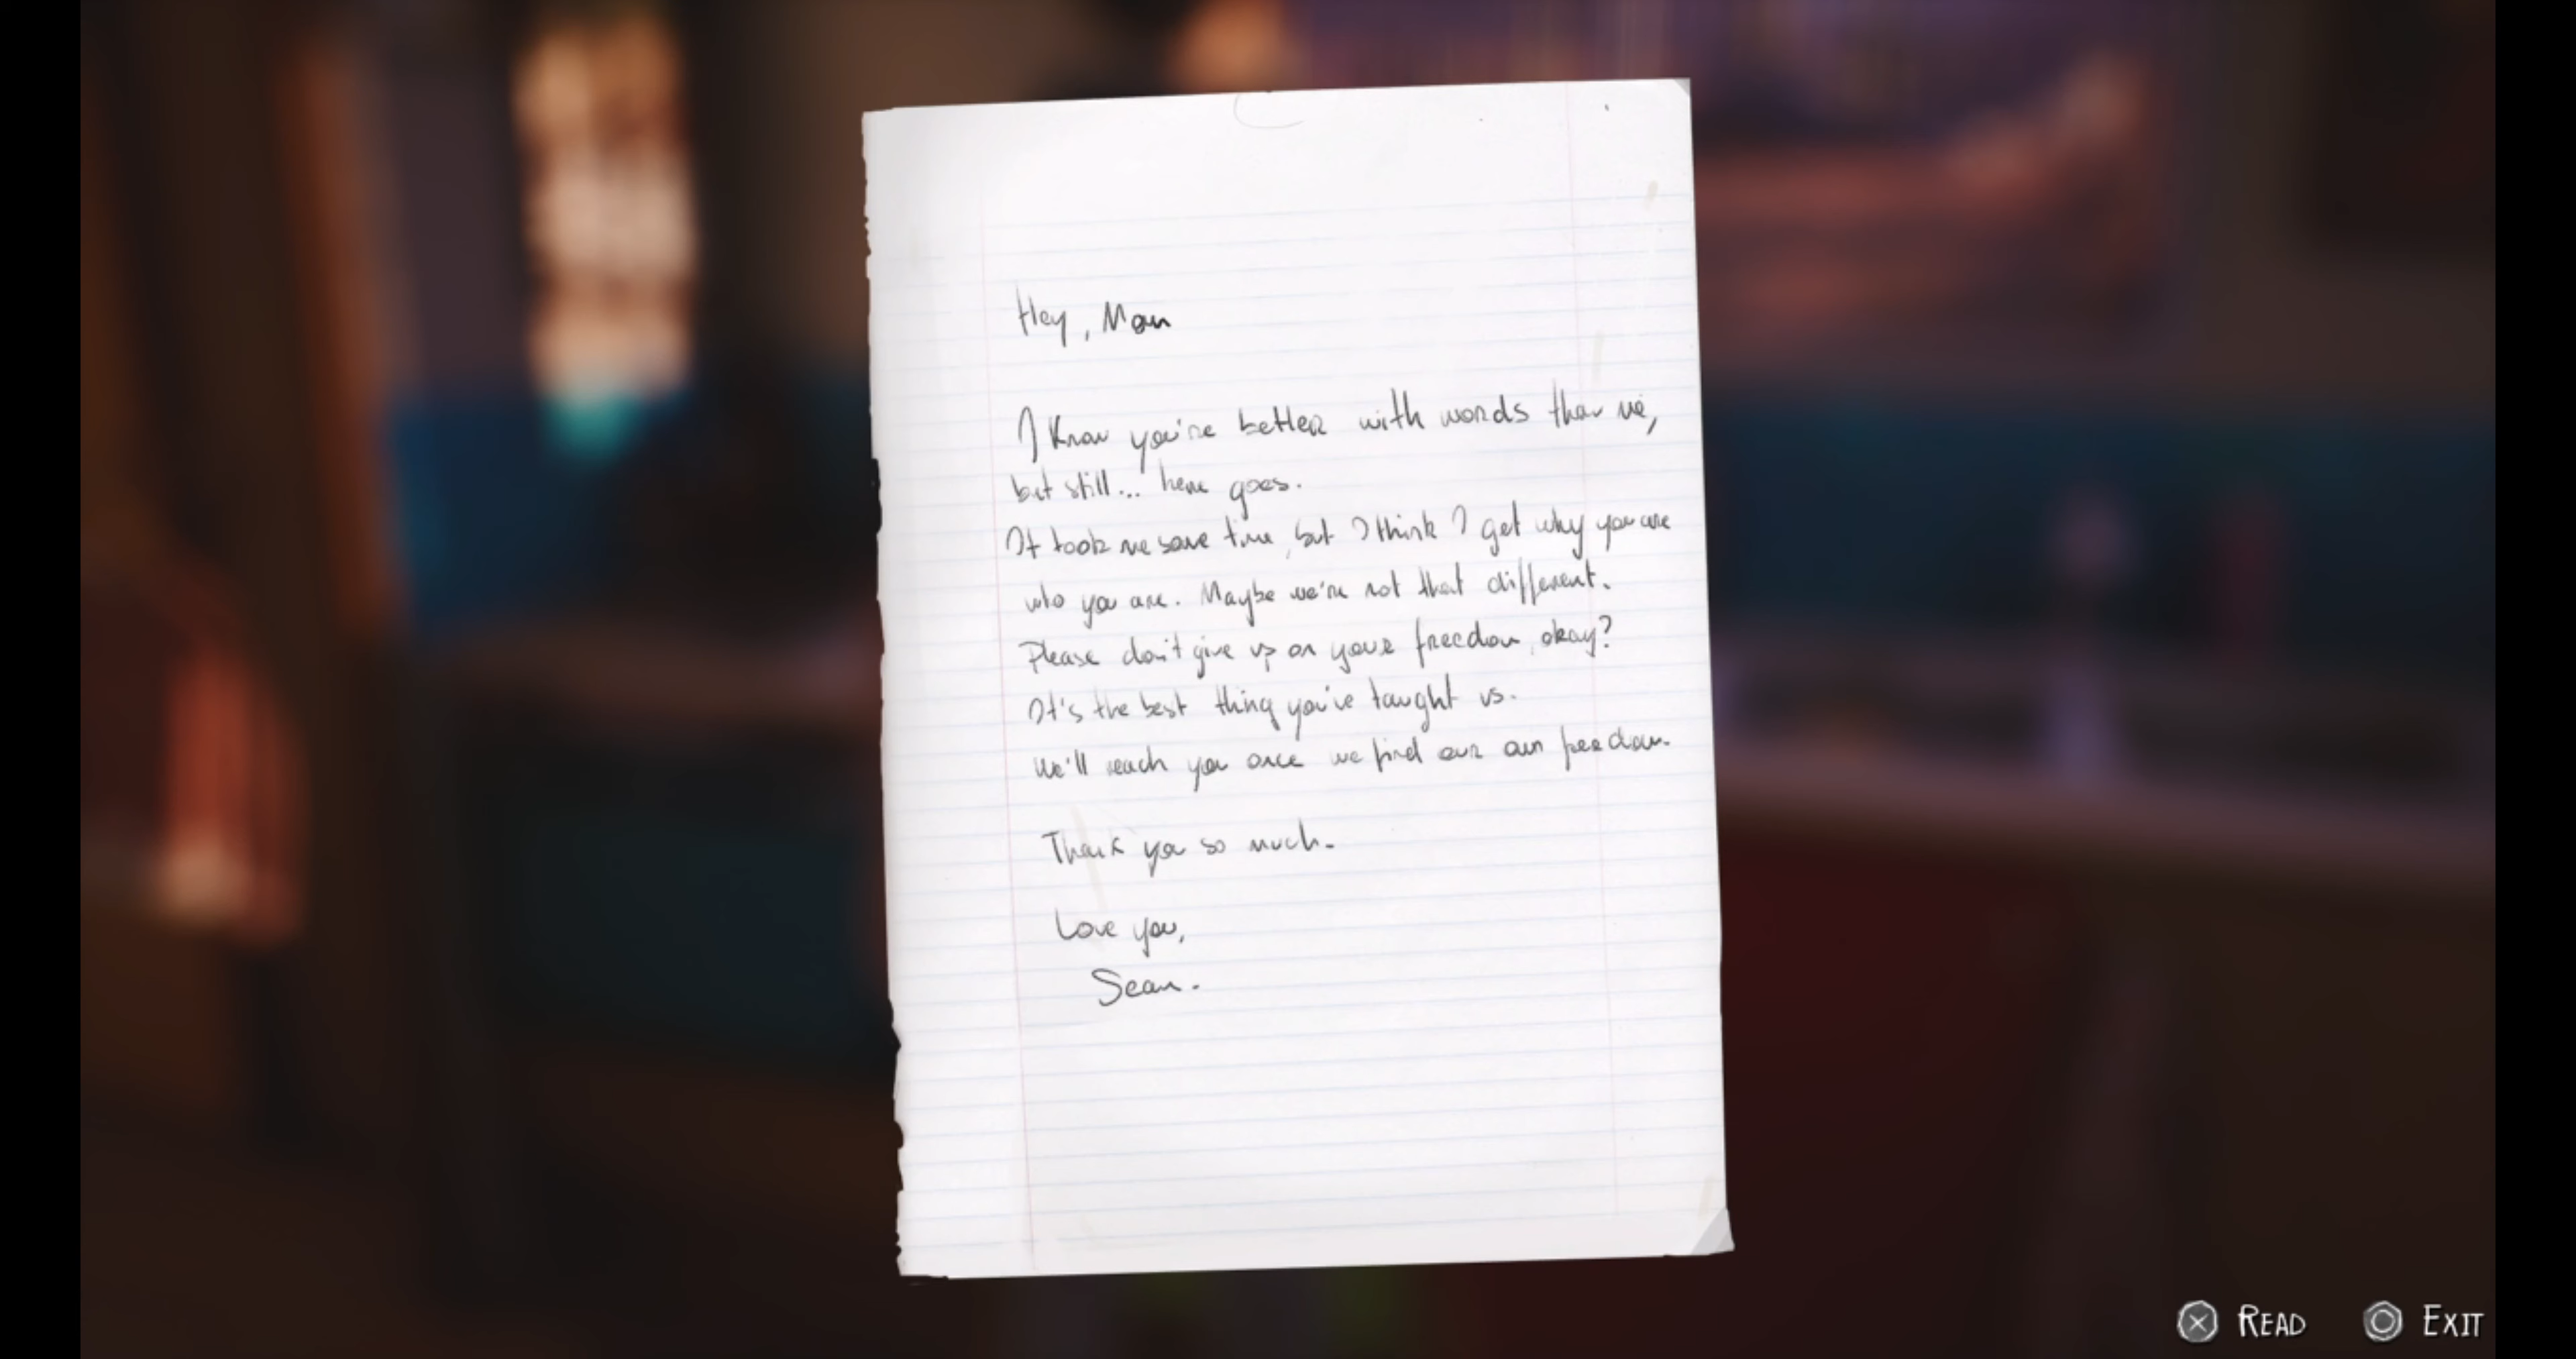 Hey, Mom
I know you're better with words than me,
but still... here goes.
It took me some time, but I think I get why you are
who you are. Maybe we're not that different.
Please don't give up on your freedom, okay?
It's the best thing you've taught us.
We'll reach you once we find our own freedom.
Thank you so much.
Love you,
Sean.
READ EXIT